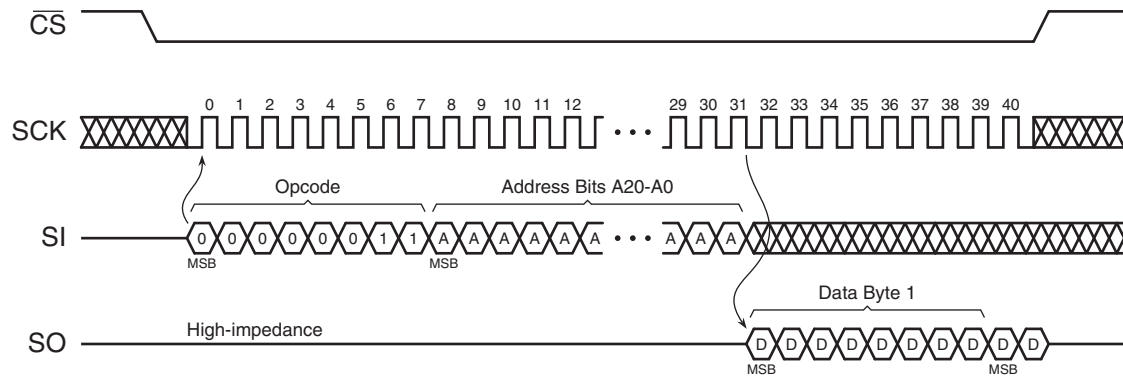 C̅S̅
0 1 2 3 4 5 6 7 8 9 10 11 12 29 30 31 32 33 34 35 36 37 38 39 40
SCK • • •
Opcode Address Bits A20-A0
SI 0 0 0 0 0 0 1 1 A A A A A A • • • A A A
MSB MSB
Data Byte 1
High-impedance
SO D D D D D D D D D D
MSB MSB